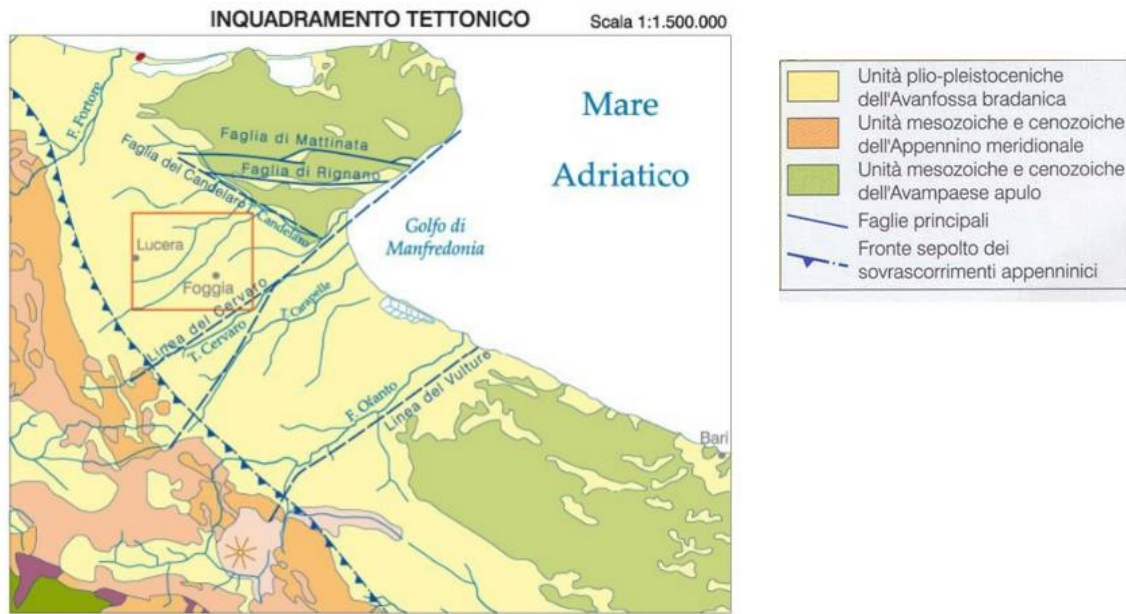 INQUADRAMENTO TETTONICO
Scala 1:1.500.000
Mare
Adriatico
F. Fortore
Faglia di Mattinata
Faglia di Rignano
Faglia del Candelaro
T. Candelaro
Golfo di
Manfredonia
Lucera
Foggia
Linea del Cervaro
T. Cervaro
T. Carapelle
F. Ofanto
Linea del Vulture
Bari
Unità plio-pleistoceniche
dell'Avanfossa bradanica
Unità mesozoiche e cenozoiche
dell'Appennino meridionale
Unità mesozoiche e cenozoiche
dell'Avampaese apulo
Faglie principali
Fronte sepolto dei
sovrascorrimenti appenninici